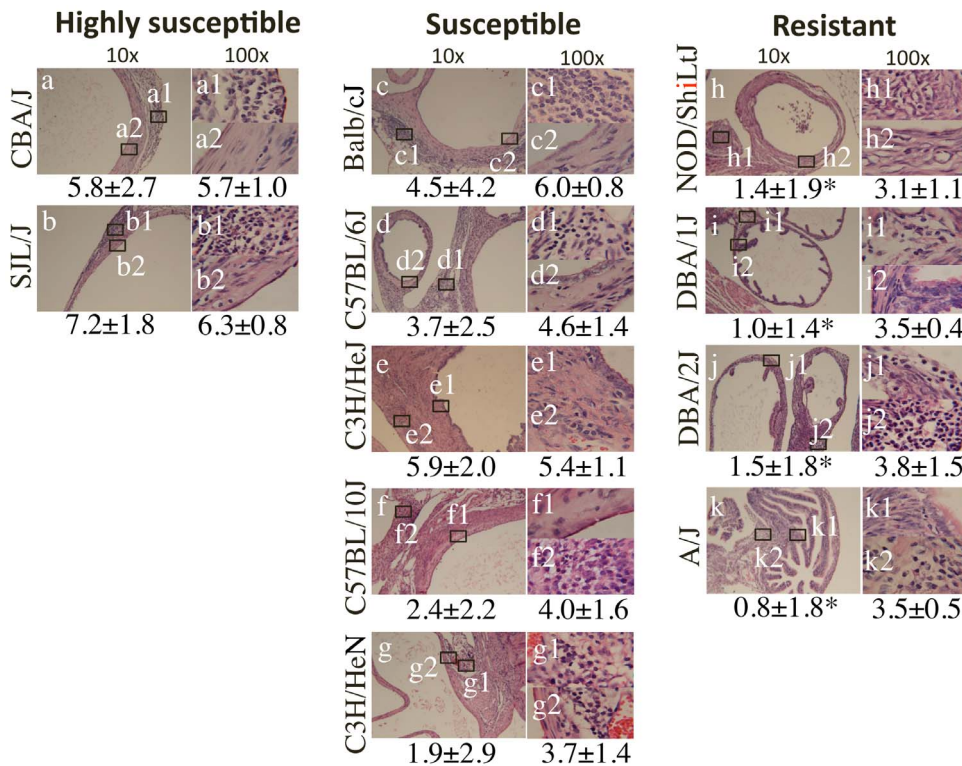 Highly susceptible
10x 100x
CBA/J
a a1 a2 a1 a2
5.8±2.7 5.7±1.0
SJL/J
b b1 b2 b1 b2
7.2±1.8 6.3±0.8
Susceptible
10x 100x
Balb/cJ
c c1 c2 c1 c2
4.5±4.2 6.0±0.8
C57BL/6J
d d2 d1 d1 d2
3.7±2.5 4.6±1.4
C3H/HeJ
e e1 e2 e1 e2
5.9±2.0 5.4±1.1
C57BL/10J
f f2 f1 f1 f2
2.4±2.2 4.0±1.6
C3H/HeN
g g2 g1 g1 g2
1.9±2.9 3.7±1.4
Resistant
10x 100x
NOD/ShiLtJ
h h1 h2 h1 h2
1.4±1.9* 3.1±1.1
DBA/1J
i i1 i2 i1 i2
1.0±1.4* 3.5±0.4
DBA/2J
j j1 j2 j1 j2
1.5±1.8* 3.8±1.5
A/J
k k1 k2 k1 k2
0.8±1.8* 3.5±0.5